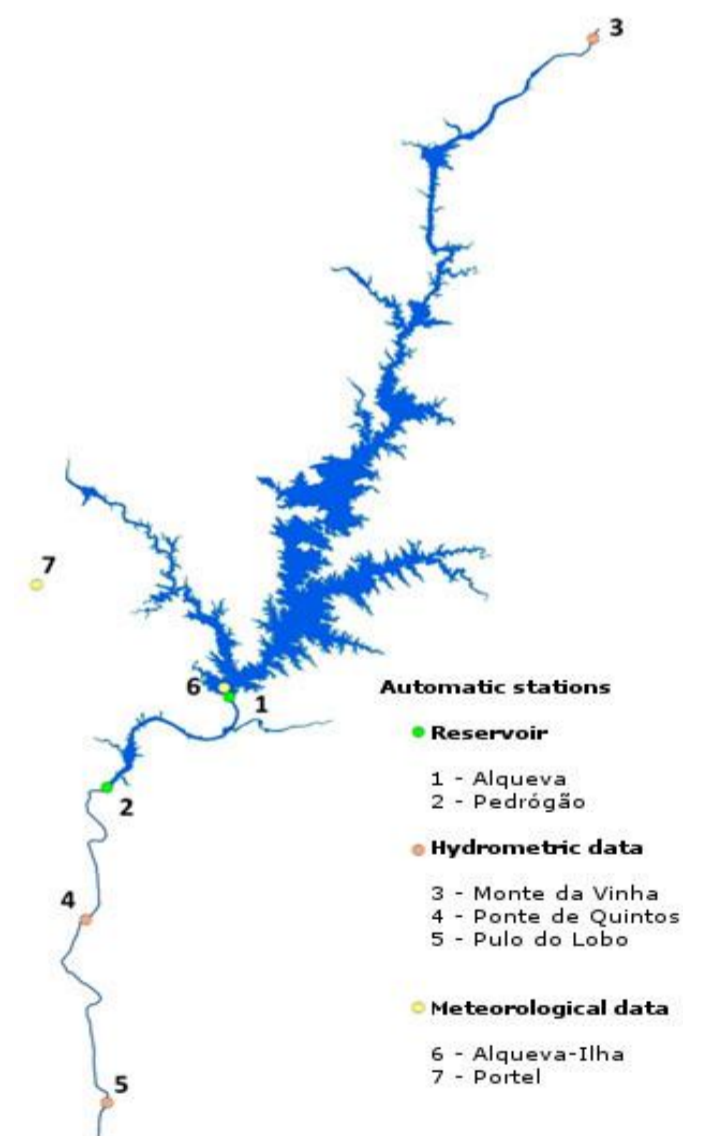 3
7
6
1
2
4
5
Automatic stations
Reservoir
1 - Alqueva
2 - Pedrógão
Hydrometric data
3 - Monte da Vinha
4 - Ponte de Quintos
5 - Pulo do Lobo
Meteorological data
6 - Alqueva-Ilha
7 - Portel